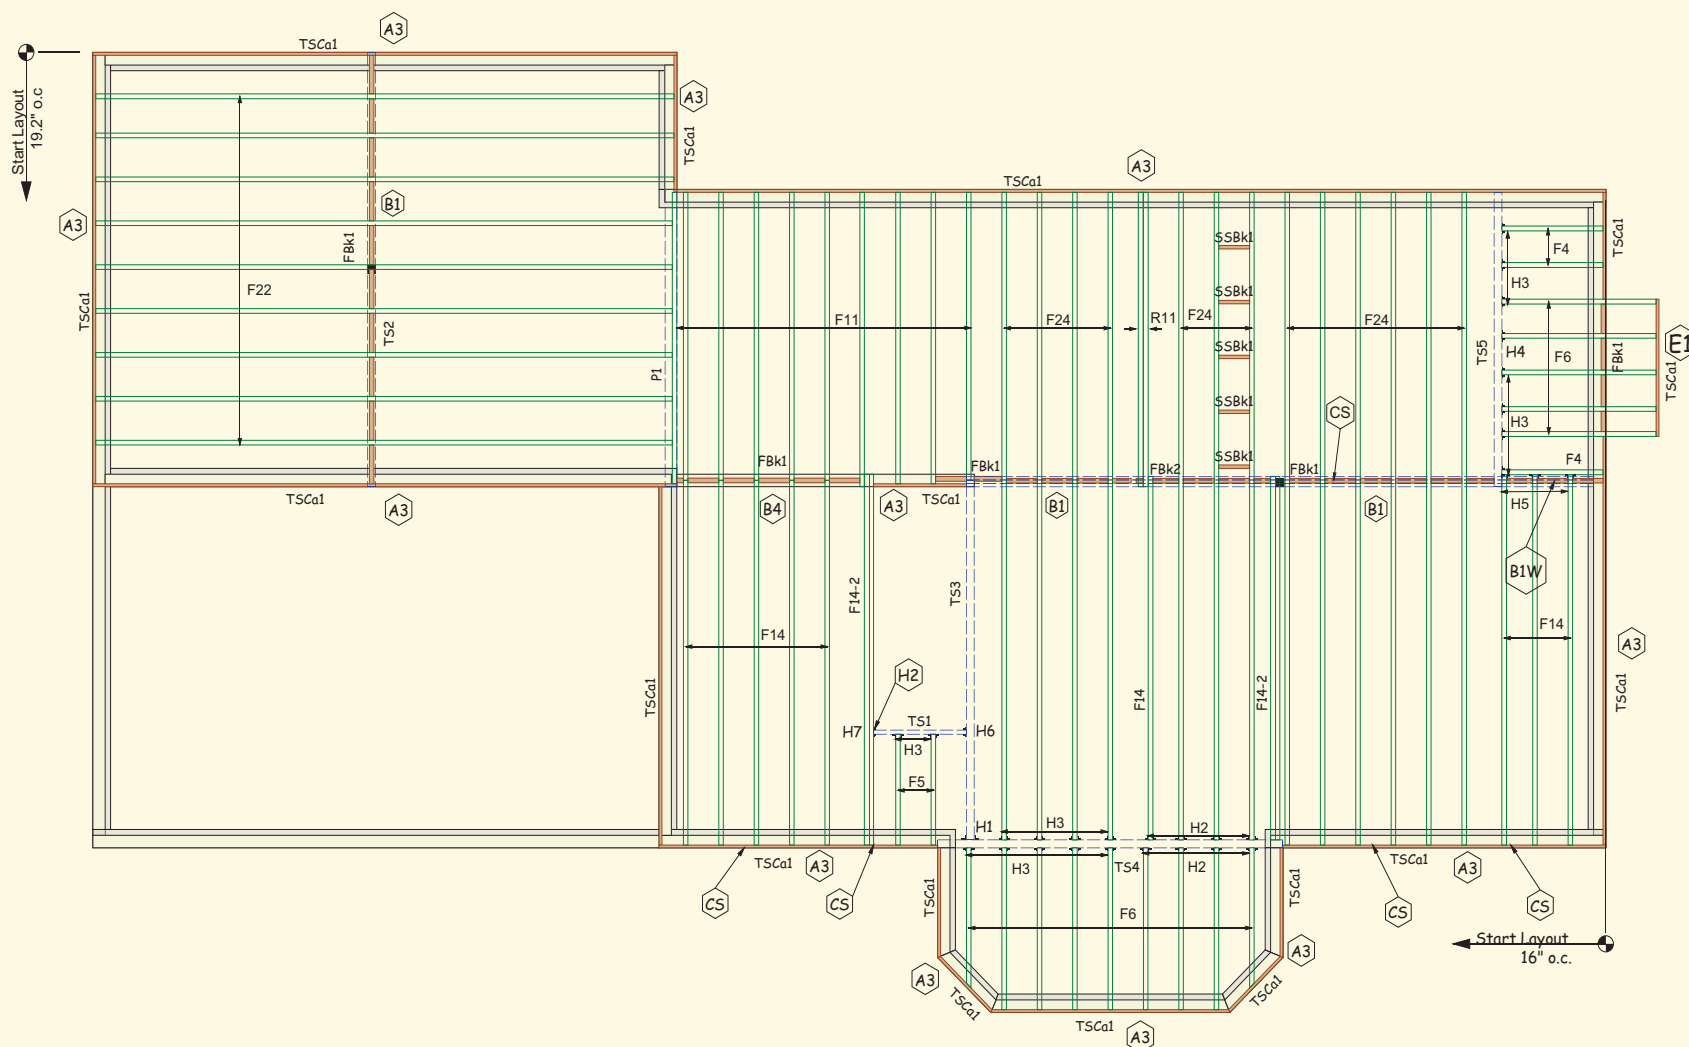 A3
TSCa1
Start Layout
19.2" o.c
A3
TSCa1
A3
TSCa1
A3
B1
A3
TSCa1
TSCa1
FBk1
SSBk1
F4
H3
F22
SSBk1
TSCa1
F11
F24
R11
F24
F24
TS2
E1
SSBk1
TS5
H4
F6
FBk1
P1
TSCa1
SSBk1
CS
H3
FBk1
SSBk1
FBk1
FBk2
FBk1
F4
TSCa1
A3
B4
A3
TSCa1
B1
B1
H5
B1W
F14-2
TS3
F14
F14
A3
H2
TSCa1
F14
F14-2
TSCa1
H7
TS1
H6
H3
F5
H1
H3
H2
TSCa1
A3
H3
TS4
H2
TSCa1
A3
CS
CS
TSCa1
TSCa1
CS
CS
F6
Start Layout
16" o.c.
A3
A3
TSCa1
TSCa1
TSCa1
A3